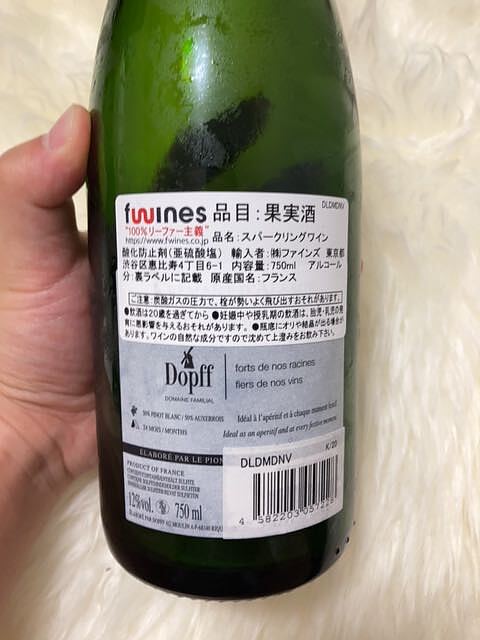 DLDMDNV
fwines 品目：果実酒
"100%リーファー主義"
https://www.fwines.co.jp 品名：スパークリングワイン
酸化防止剤(亜硫酸塩) 輸入者：㈱ファインズ 東京都
渋谷区恵比寿4丁目6-1 内容量：750ml アルコール
分：裏ラベルに記載 原産国名：フランス
ご注意：炭酸ガスの圧力で、栓が勢いよく飛び出すおそれがあります。
●飲酒は20歳を過ぎてから ●妊娠中や授乳期の飲酒は、胎児・乳児の発
育に悪影響を与えるおそれがあります。 ●瓶底にオリや結晶が出る場合が
あります。ワインの自然な成分ですので沈めて上澄みをお飲み下さい。
Dopff
DOMAINE FAMILIAL
forts de nos racines
fiers de nos vins
50% PINOT BLANC / 50% AUXERROIS
24 MOIS / MONTHS
Idéal à l'apéritif et à chaque moment festif
Ideal as an aperitif and at every festive moment
ÉLABORÉ PAR LE PION
K/20
DLDMDNV
PRODUCT OF FRANCE
12%vol. 750 ml
ÉLABORÉ PAR DOPFF AU MOULIN A F-68340 RIQU
4 582203 057228